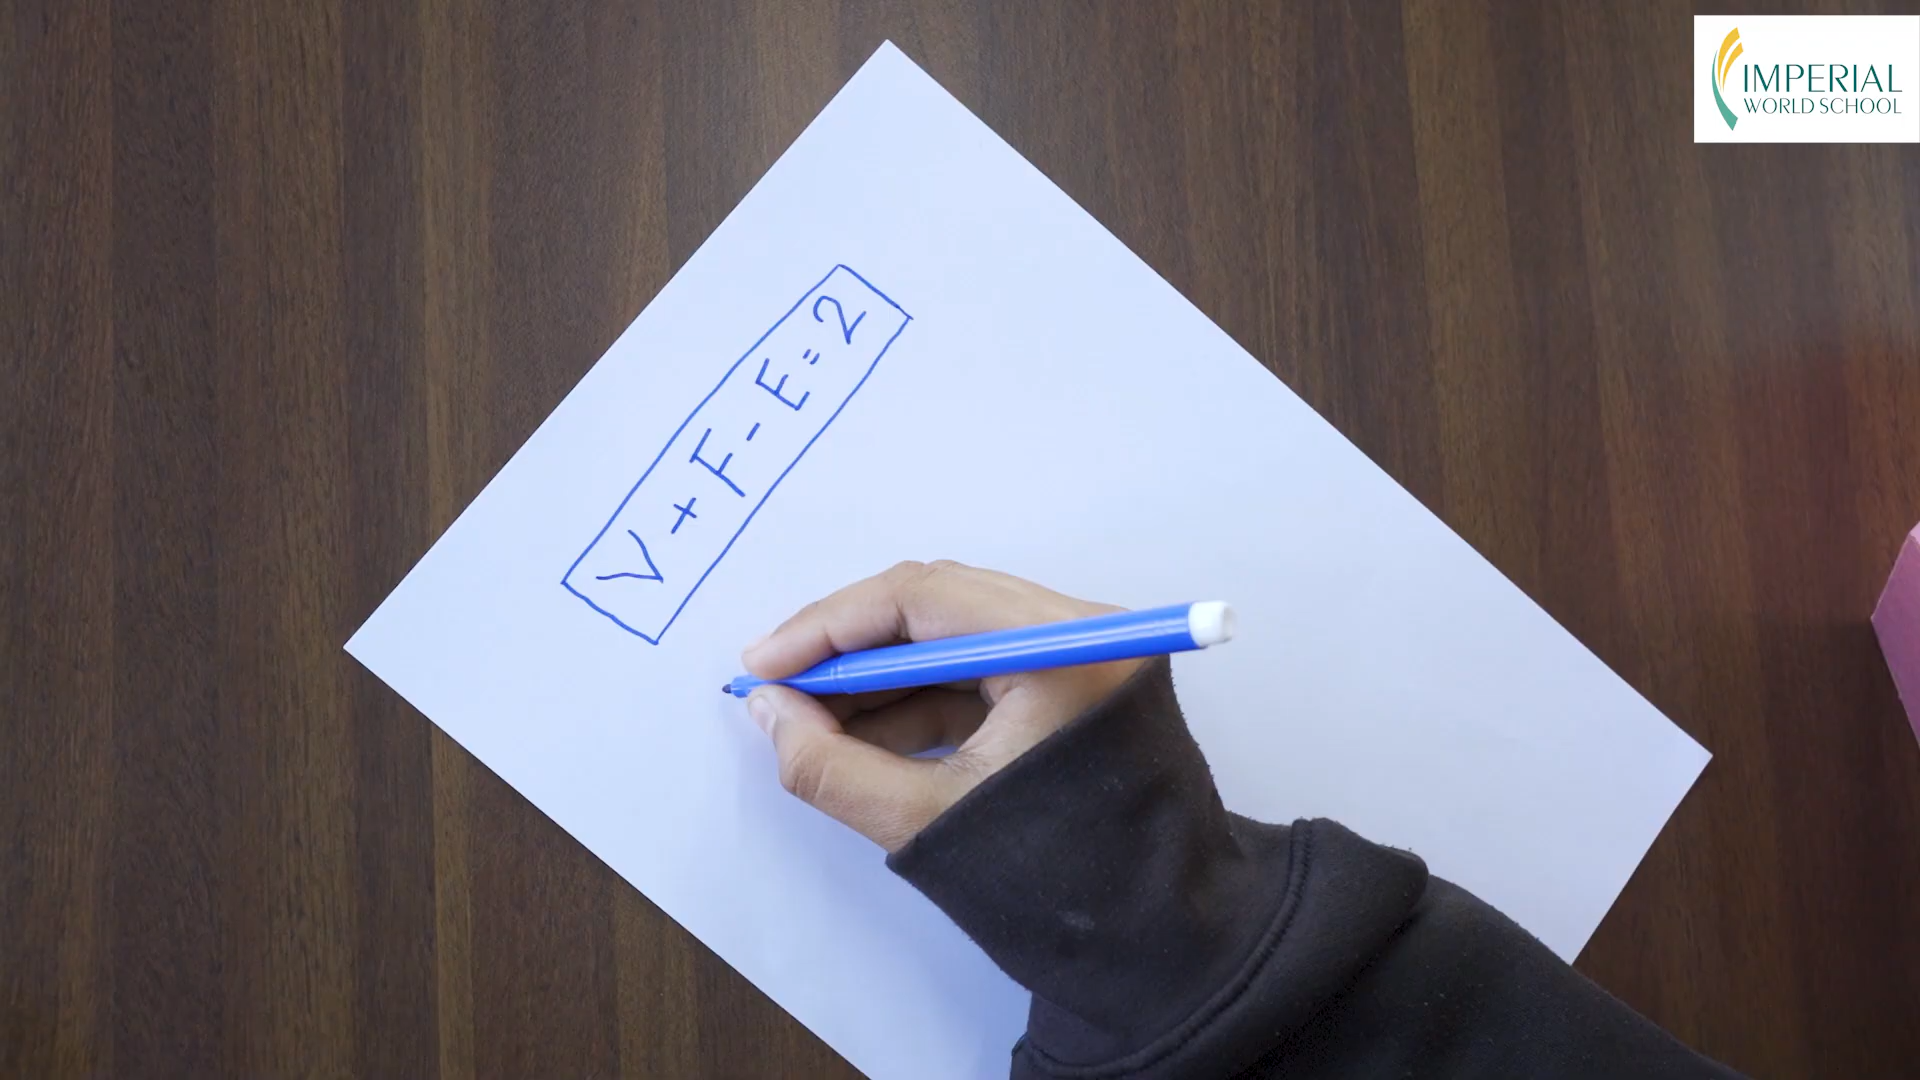 V + F - E = 2
IMPERIAL
WORLD SCHOOL